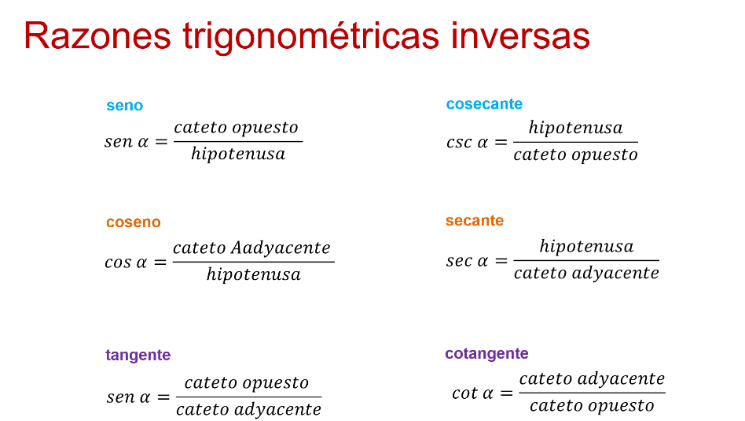 Razones trigonométricas inversas
seno
sen α = cateto opuesto / hipotenusa
cosecante
csc α = hipotenusa / cateto opuesto
coseno
cos α = cateto Aadyacente / hipotenusa
secante
sec α = hipotenusa / cateto adyacente
tangente
sen α = cateto opuesto / cateto adyacente
cotangente
cot α = cateto adyacente / cateto opuesto